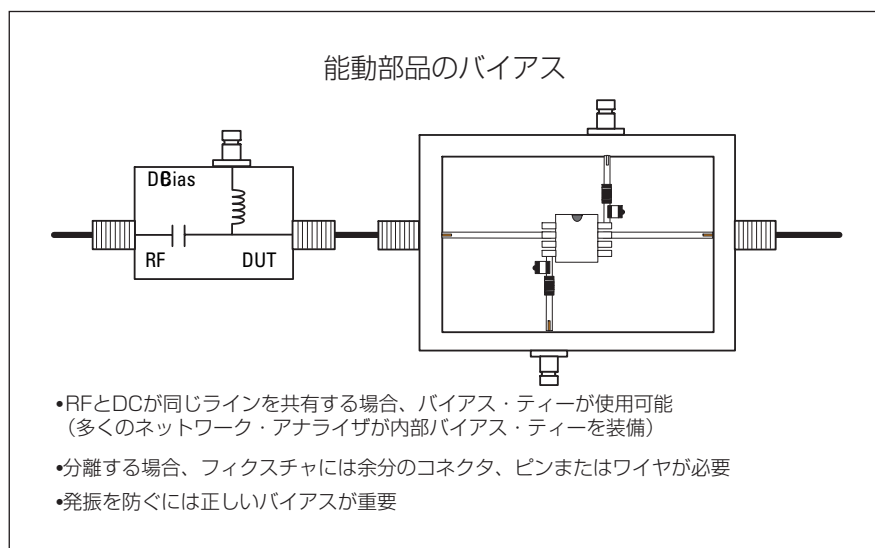 能動部品のバイアス
DBias
RF
DUT
•RFとDCが同じラインを共有する場合、バイアス・ティーが使用可能
（多くのネットワーク・アナライザが内部バイアス・ティーを装備）
•分離する場合、フィクスチャには余分のコネクタ、ピンまたはワイヤが必要
•発振を防ぐには正しいバイアスが重要